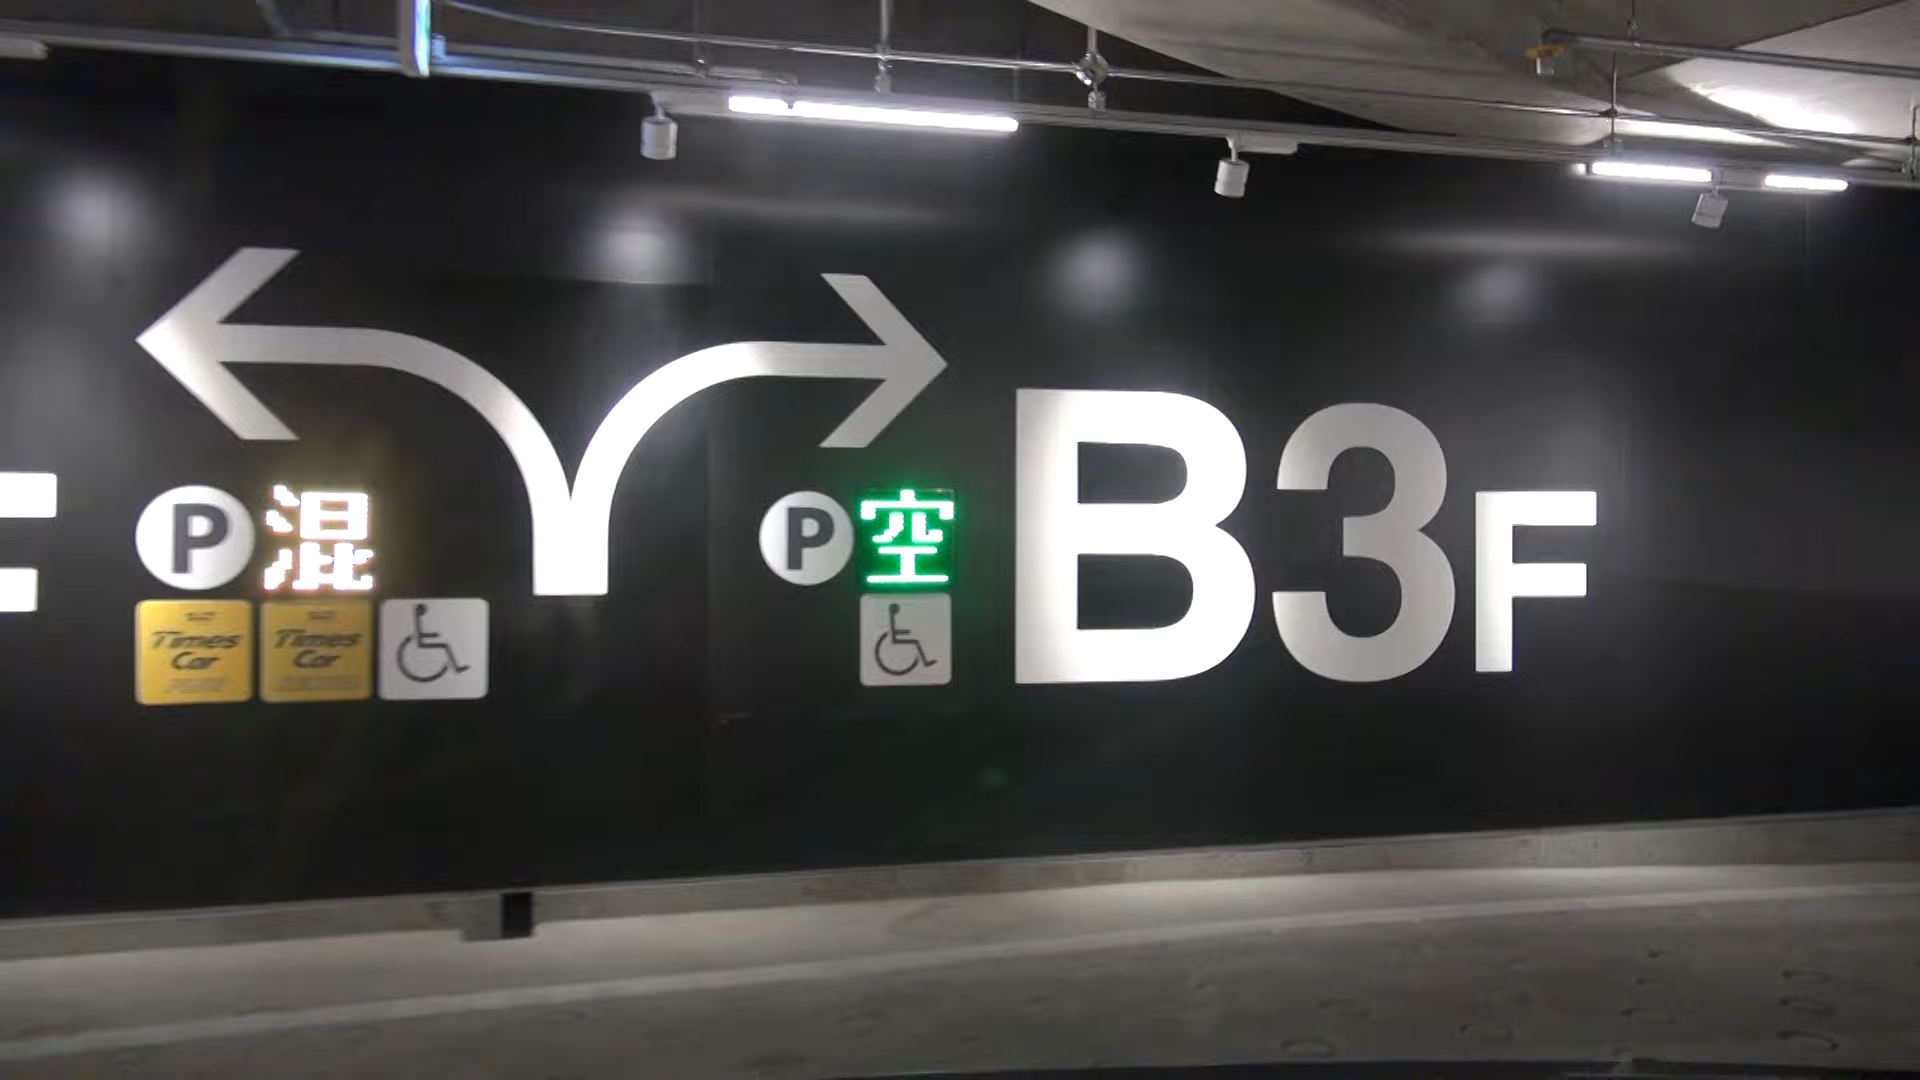 P 混
Times
Car
Times
Car
P 空
B3F